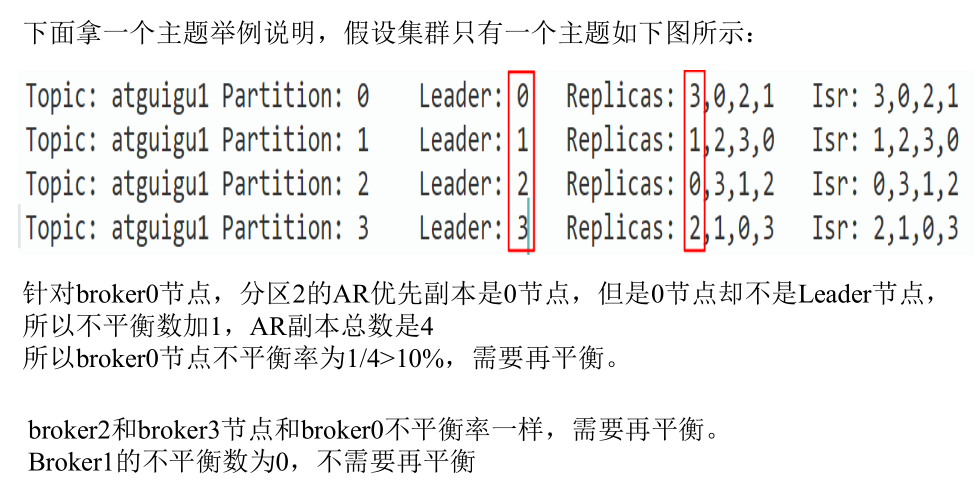 下面拿一个主题举例说明，假设集群只有一个主题如下图所示：
Topic: atguigu1 Partition: 0 Leader: 0 Replicas: 3,0,2,1 Isr: 3,0,2,1
Topic: atguigu1 Partition: 1 Leader: 1 Replicas: 1,2,3,0 Isr: 1,2,3,0
Topic: atguigu1 Partition: 2 Leader: 2 Replicas: 0,3,1,2 Isr: 0,3,1,2
Topic: atguigu1 Partition: 3 Leader: 3 Replicas: 2,1,0,3 Isr: 2,1,0,3
针对broker0节点，分区2的AR优先副本是0节点，但是0节点却不是Leader节点，
所以不平衡数加1，AR副本总数是4
所以broker0节点不平衡率为1/4>10%，需要再平衡。
broker2和broker3节点和broker0不平衡率一样，需要再平衡。
Broker1的不平衡数为0，不需要再平衡